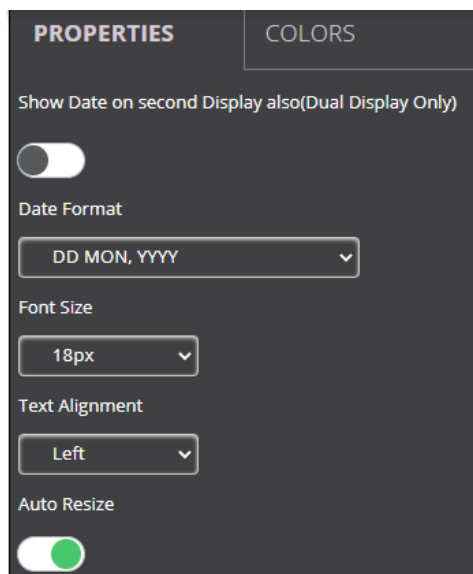 PROPERTIES COLORS
Show Date on second Display also(Dual Display Only)
Date Format
DD MON, YYYY
Font Size
18px
Text Alignment
Left
Auto Resize